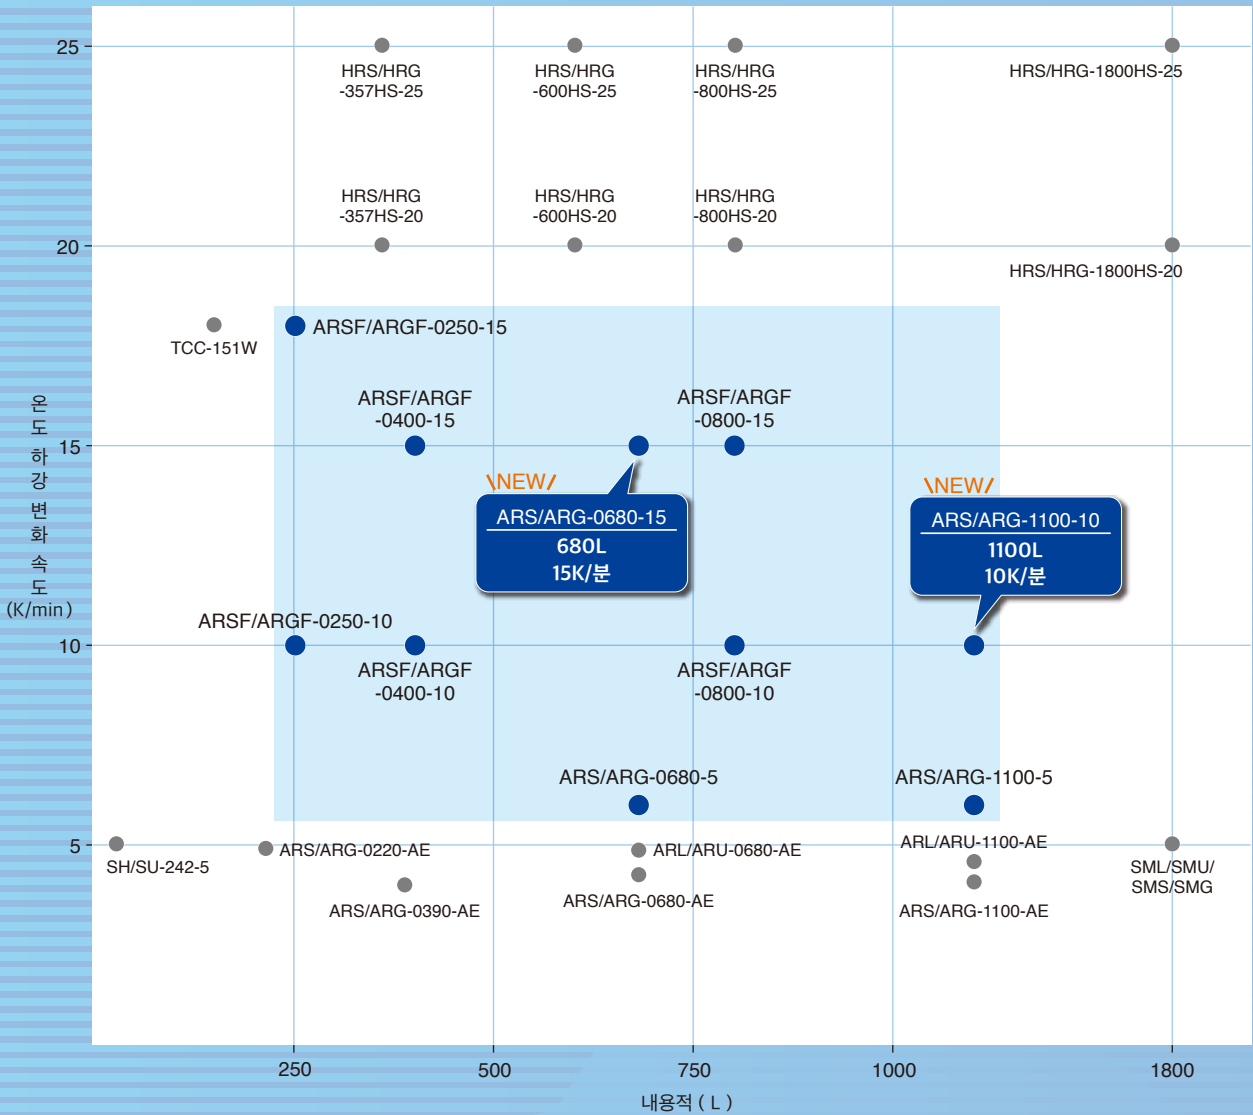 25
HRS/HRG
-357HS-25
HRS/HRG
-600HS-25
HRS/HRG
-800HS-25
HRS/HRG-1800HS-25
HRS/HRG
-357HS-20
HRS/HRG
-600HS-20
HRS/HRG
-800HS-20
20
HRS/HRG-1800HS-20
TCC-151W
ARSF/ARGF-0250-15
ARSF/ARGF
-0400-15
ARSF/ARGF
-0800-15
15
\NEW/
ARS/ARG-0680-15
680L
15K/분
\NEW/
ARS/ARG-1100-10
1100L
10K/분
온도 하강 변화 속도
(K/min)
ARSF/ARGF-0250-10
10
ARSF/ARGF
-0400-10
ARSF/ARGF
-0800-10
ARS/ARG-0680-5
ARS/ARG-1100-5
5
SH/SU-242-5
ARS/ARG-0220-AE
ARS/ARG-0390-AE
ARL/ARU-0680-AE
ARS/ARG-0680-AE
ARL/ARU-1100-AE
ARS/ARG-1100-AE
SML/SMU/
SMS/SMG
250
500
750
1000
1800
내용적 ( L )